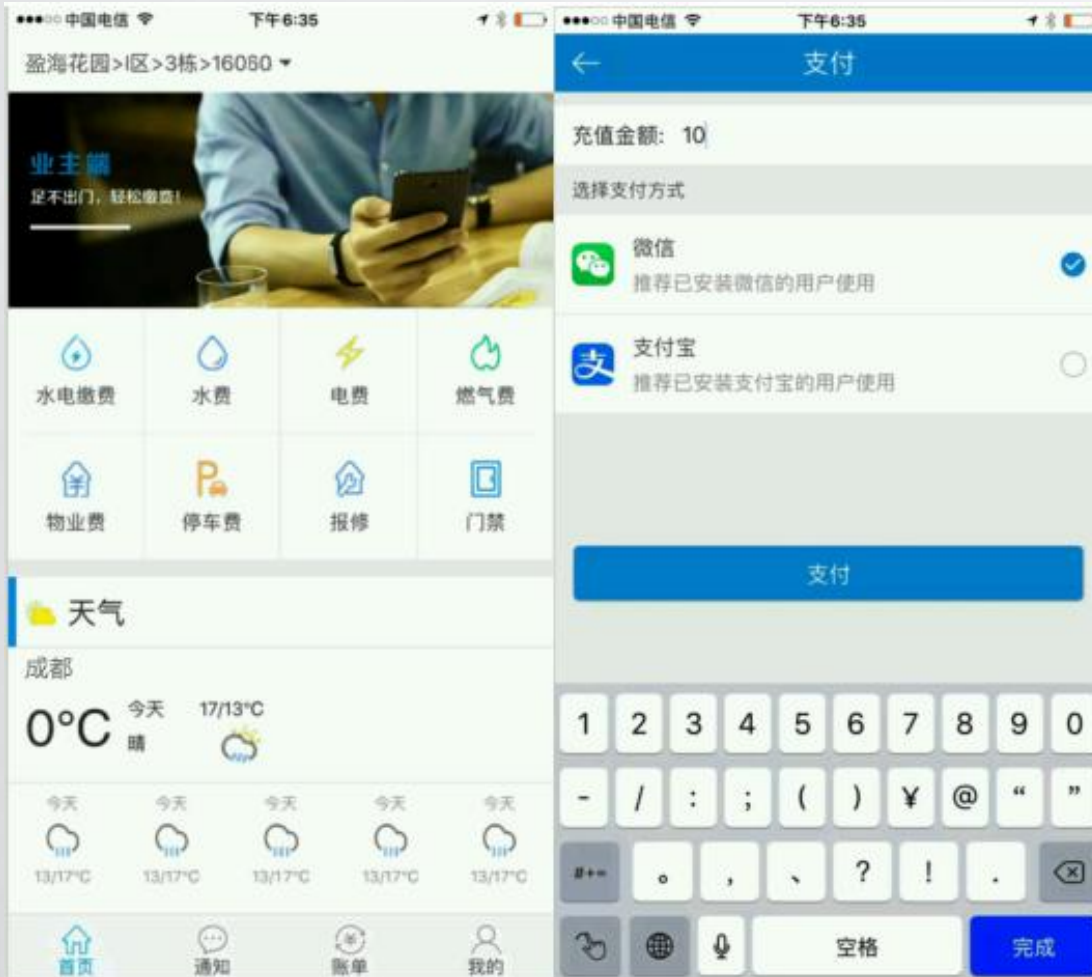 中国电信 下午6:35
盈海花园>I区>3栋>16060
业主端
足不出门，轻松缴费!
水电缴费 水费 电费 燃气费
物业费 停车费 报修 门禁
天气
成都
0°C 今天 17/13°C
晴
今天 今天 今天 今天 今天
13/17°C 13/17°C 13/17°C 13/17°C 13/17°C
首页 通知 账单 我的
中国电信 下午6:35
支付
充值金额: 10
选择支付方式
微信
推荐已安装微信的用户使用
支付宝
推荐已安装支付宝的用户使用
支付
1 2 3 4 5 6 7 8 9 0
- / : ; ( ) ¥ @ “ ”
#+= 。 , 、 ? ! .
空格 完成